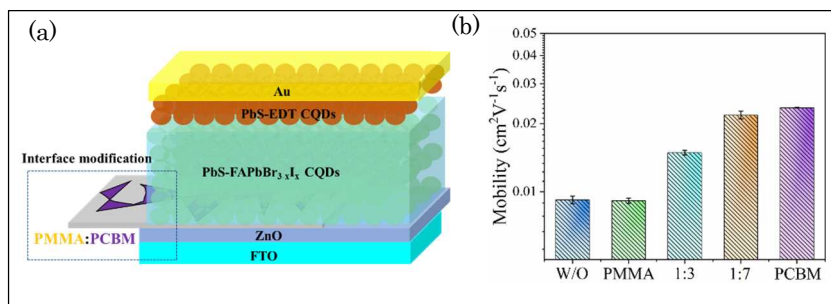 (a)
Au
PbS-EDT CQDs
Interface modification
PbS-FAPbBr₃₋ₓIₓ CQDs
PMMA:PCBM
ZnO
FTO
(b)
Mobility (cm²V⁻¹s⁻¹)
0.05
0.04
0.03
0.02
0.01
W/O PMMA 1:3 1:7 PCBM